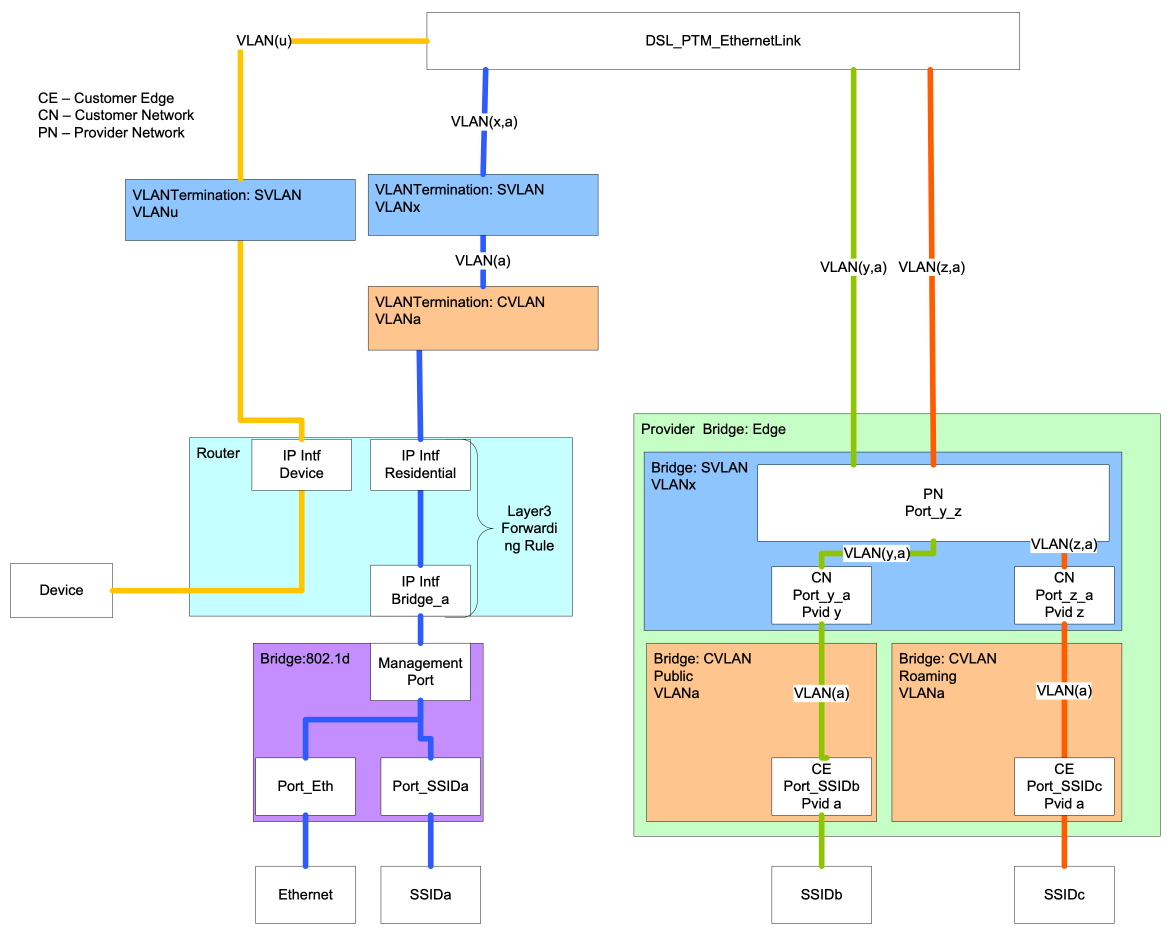 VLAN(u)
DSL_PTM_EthernetLink
CE – Customer Edge
CN – Customer Network
PN – Provider Network
VLAN(x,a)
VLANTermination: SVLAN
VLANu
VLANTermination: SVLAN
VLANx
VLAN(a)
VLAN(y,a)
VLAN(z,a)
VLANTermination: CVLAN
VLANa
Router
IP Intf
Device
IP Intf
Residential
Layer3
Forwardi
ng Rule
Device
IP Intf
Bridge_a
Bridge:802.1d
Management
Port
Port_Eth
Port_SSIDa
Ethernet
SSIDa
Provider  Bridge: Edge
Bridge: SVLAN
VLANx
PN
Port_y_z
VLAN(y,a)
VLAN(z,a)
CN
Port_y_a
Pvid y
CN
Port_z_a
Pvid z
Bridge: CVLAN
Public
VLANa
VLAN(a)
CE
Port_SSIDb
Pvid a
Bridge: CVLAN
Roaming
VLANa
VLAN(a)
CE
Port_SSIDc
Pvid a
SSIDb
SSIDc